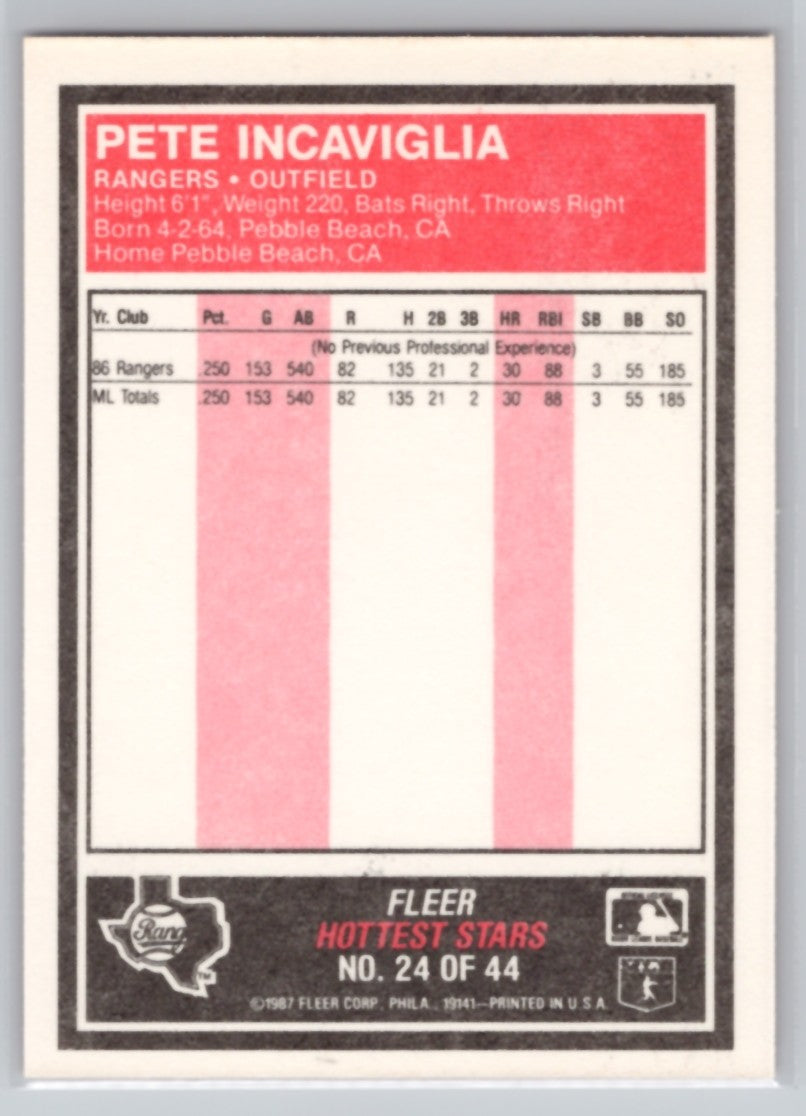 PETE INCAVIGLIA
RANGERS • OUTFIELD
Height 6'1", Weight 220, Bats Right, Throws Right
Born 4-2-64, Pebble Beach, CA
Home Pebble Beach, CA
Yr. Club Pct. G AB R H 2B 3B HR RBI SB BB SO
(No Previous Professional Experience)
86 Rangers .250 153 540 82 135 21 2 30 88 3 55 185
ML Totals .250 153 540 82 135 21 2 30 88 3 55 185
Rang
TM
FLEER
HOTTEST STARS
NO. 24 OF 44
©1987 FLEER CORP. PHILA., 19141—PRINTED IN U.S.A.